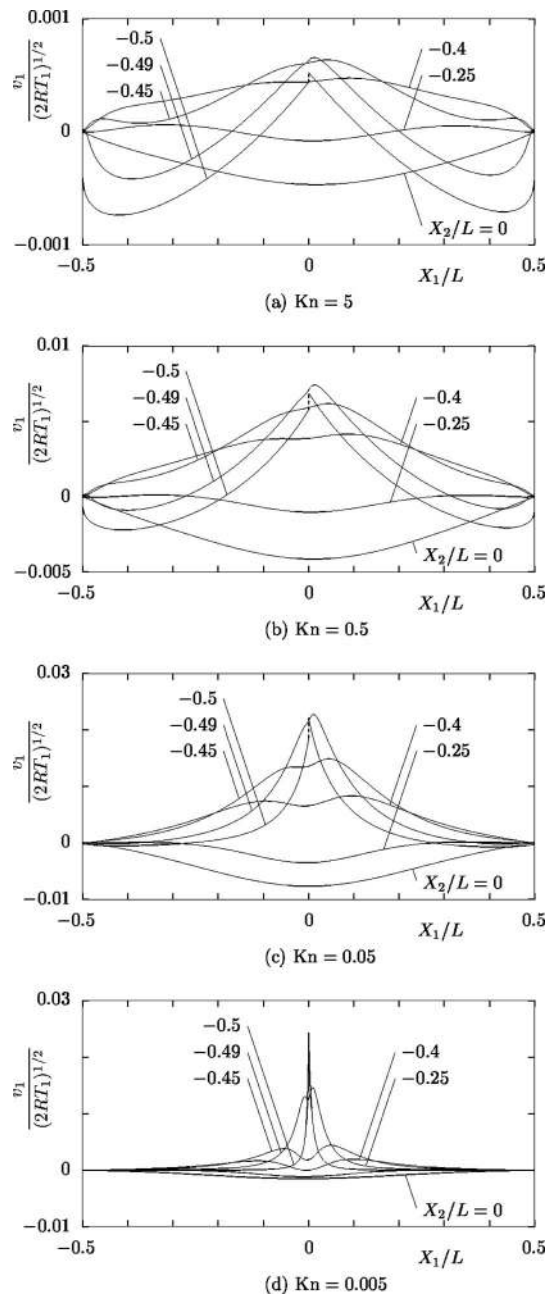 0.001
−0.5
−0.49
−0.45
−0.4
−0.25
v₁
(2RT₁)^{1/2}
0
X₂/L = 0
−0.001
−0.5
0
X₁/L
0.5
(a) Kn = 5
0.01
−0.5
−0.49
−0.45
−0.4
−0.25
v₁
(2RT₁)^{1/2}
0
X₂/L = 0
−0.005
−0.5
0
X₁/L
0.5
(b) Kn = 0.5
0.03
−0.5
−0.49
−0.45
−0.4
−0.25
v₁
(2RT₁)^{1/2}
0
X₂/L = 0
−0.01
−0.5
0
X₁/L
0.5
(c) Kn = 0.05
0.03
−0.5
−0.49
−0.45
−0.4
−0.25
v₁
(2RT₁)^{1/2}
0
X₂/L = 0
−0.01
−0.5
0
X₁/L
0.5
(d) Kn = 0.005